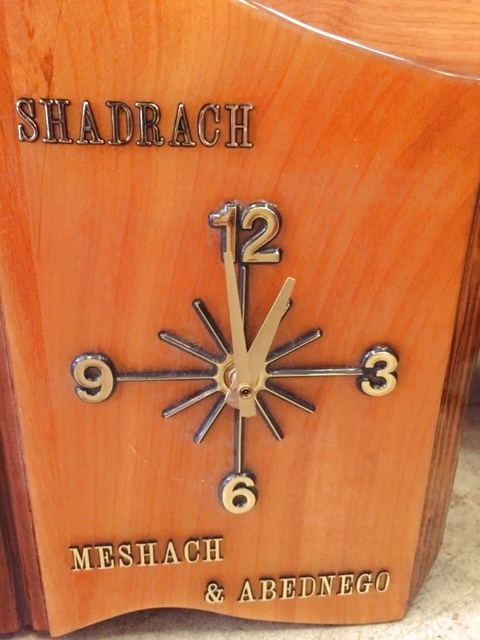 SHADRACH
12
9 3
6
MESHACH
& ABEDNEGO